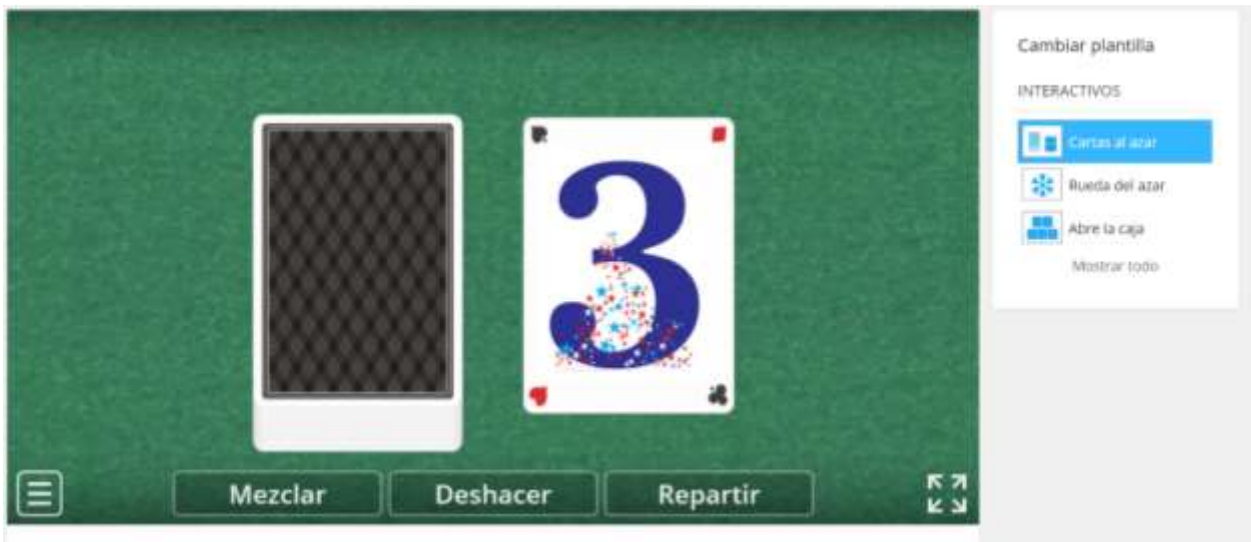 3
Mezclar
Deshacer
Repartir
Cambiar plantilla
INTERACTIVOS
Cartas al azar
Rueda del azar
Abre la caja
Mostrar todo